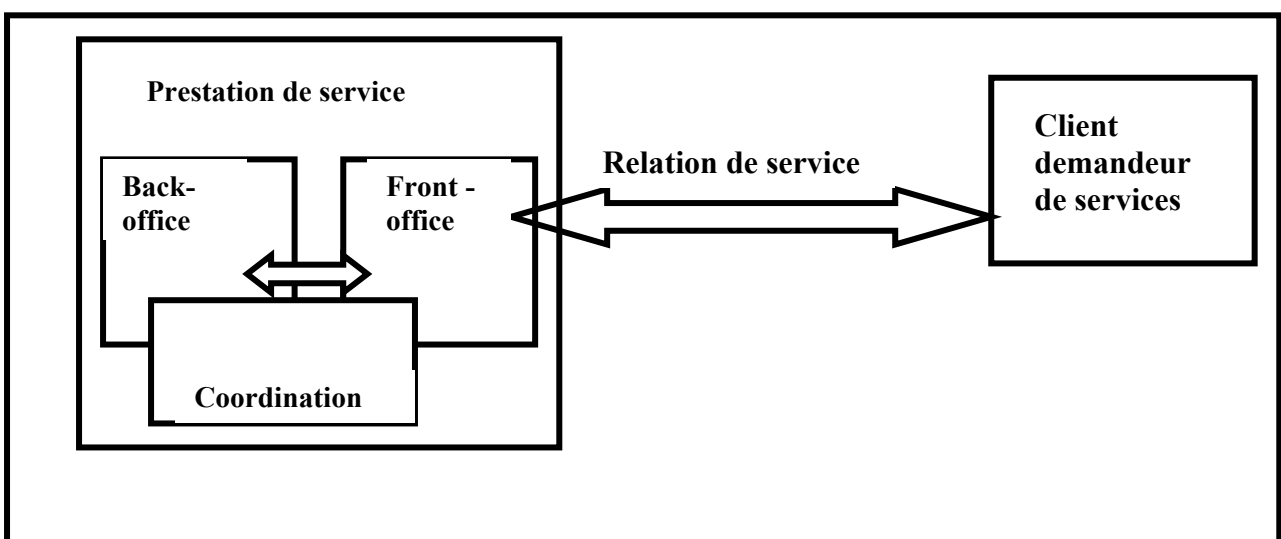 Prestation de service
Back-
office
Front -
office
Coordination
Relation de service
Client
demandeur
de services